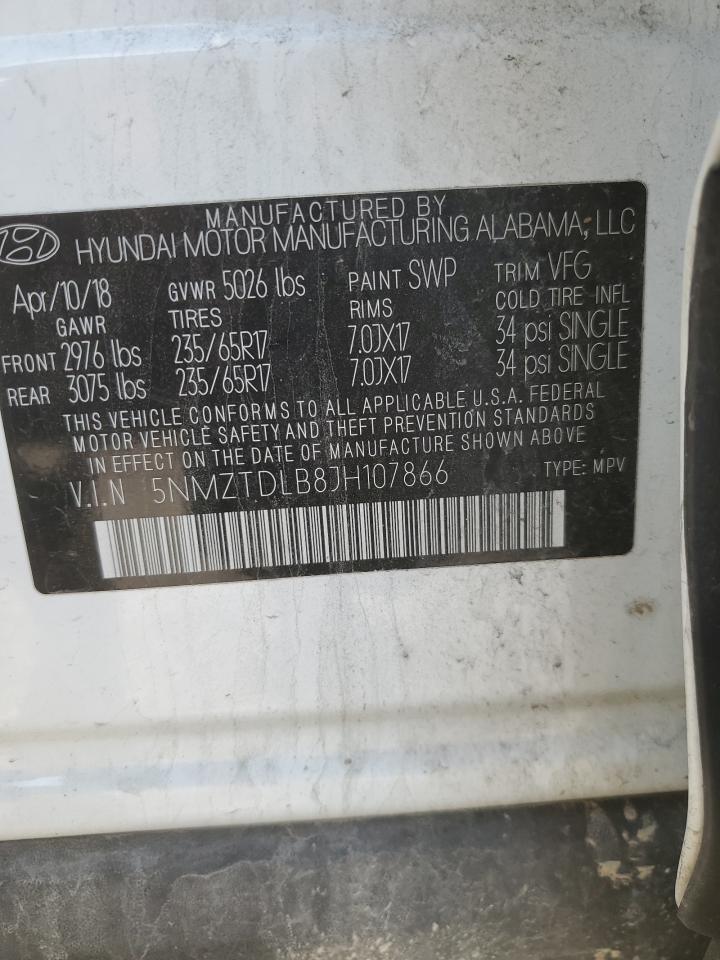 MANUFACTURED BY
HYUNDAI MOTOR MANUFACTURING ALABAMA, LLC
Apr/10/18 GVWR 5026 lbs PAINT SWP TRIM VFG
GAWR TIRES RIMS COLD TIRE INFL
FRONT 2976 lbs 235/65R17 7.0JX17 34 psi SINGLE
REAR 3075 lbs 235/65R17 7.0JX17 34 psi SINGLE
THIS VEHICLE CONFORMS TO ALL APPLICABLE U.S.A. FEDERAL
MOTOR VEHICLE SAFETY AND THEFT PREVENTION STANDARDS
IN EFFECT ON THE DATE OF MANUFACTURE SHOWN ABOVE
V.I.N 5NMZTDLB8JH107866 TYPE: MPV